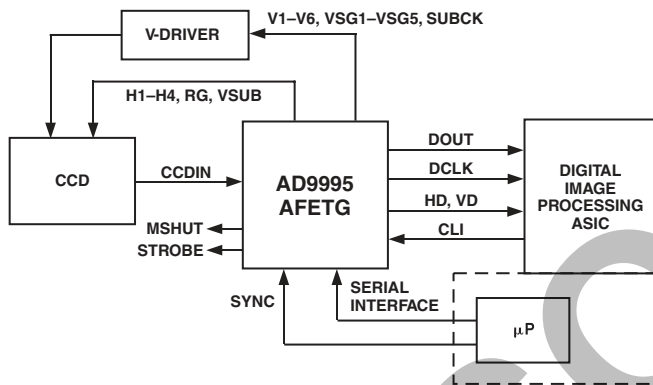 V1–V6, VSG1–VSG5, SUBCK
V-DRIVER
H1–H4, RG, VSUB
CCD
CCDIN
AD9995
AFETG
MSHUT
STROBE
DOUT
DCLK
HD, VD
CLI
DIGITAL
IMAGE
PROCESSING
ASIC
SYNC
SERIAL
INTERFACE
μP